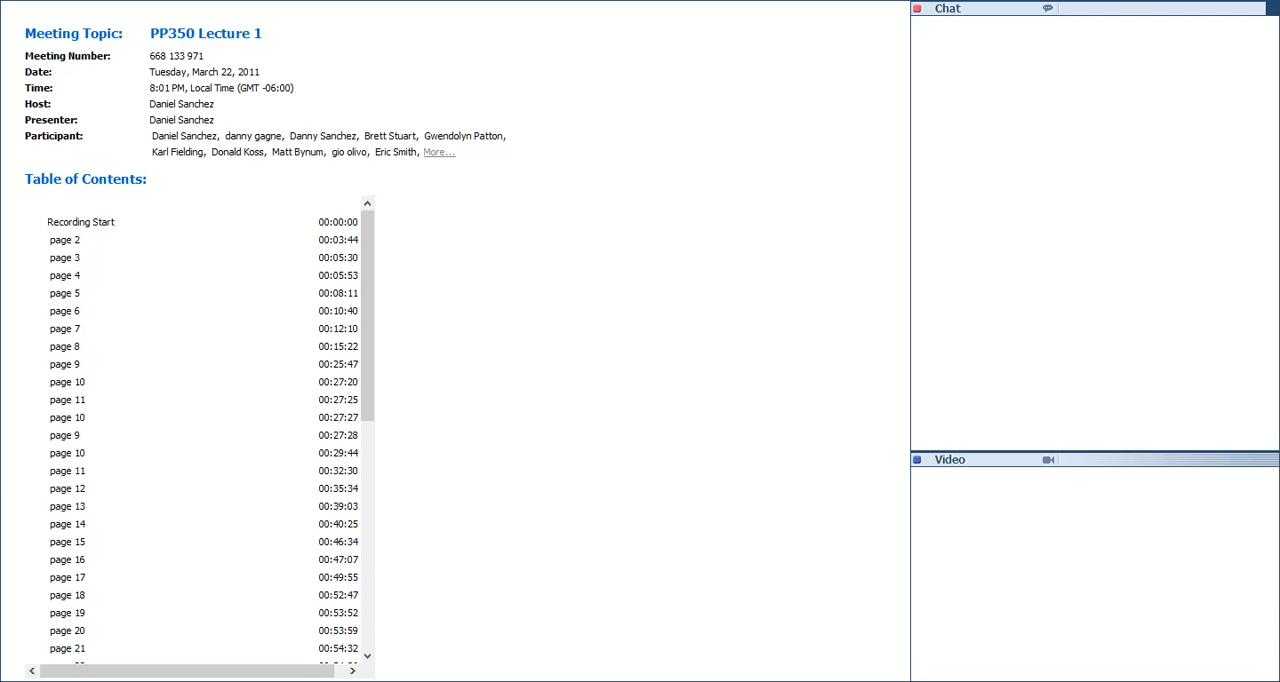 Meeting Topic: PP350 Lecture 1
Meeting Number: 668 133 971
Date: Tuesday, March 22, 2011
Time: 8:01 PM, Local Time (GMT -06:00)
Host: Daniel Sanchez
Presenter: Daniel Sanchez
Participant: Daniel Sanchez, danny gagne, Danny Sanchez, Brett Stuart, Gwendolyn Patton,
Karl Fielding, Donald Koss, Matt Bynum, gio olivo, Eric Smith, More...
Table of Contents:
Recording Start 00:00:00
page 2 00:03:44
page 3 00:05:30
page 4 00:05:53
page 5 00:08:11
page 6 00:10:40
page 7 00:12:10
page 8 00:15:22
page 9 00:25:47
page 10 00:27:20
page 11 00:27:25
page 10 00:27:27
page 9 00:27:28
page 10 00:29:44
page 11 00:32:30
page 12 00:35:34
page 13 00:39:03
page 14 00:40:25
page 15 00:46:34
page 16 00:47:07
page 17 00:49:55
page 18 00:52:47
page 19 00:53:52
page 20 00:53:59
page 21 00:54:32
Chat
Video